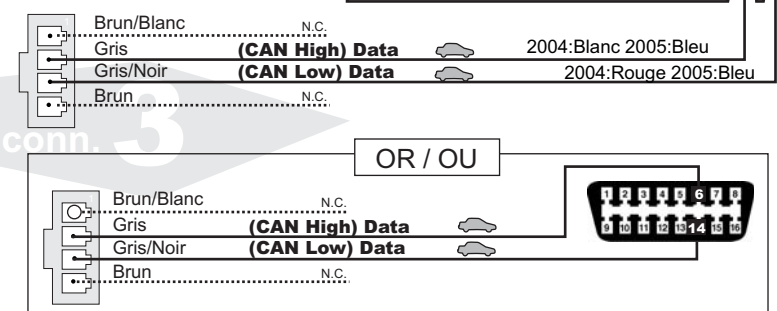 Brun/Blanc N.C.
Gris (CAN High) Data 2004:Blanc 2005:Bleu
Gris/Noir (CAN Low) Data 2004:Rouge 2005:Bleu
Brun N.C.
conn. 3
OR / OU
Brun/Blanc N.C.
Gris (CAN High) Data
Gris/Noir (CAN Low) Data
Brun N.C.
1 2 3 4 5 6 7 8
9 10 11 12 13 14 15 16